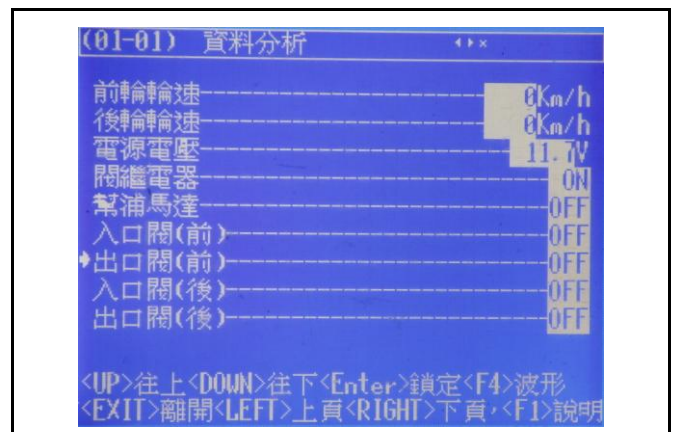 (01-01) 資料分析
前輪輪速 0Km/h
後輪輪速 0Km/h
電源電壓 11.7V
閥繼電器 ON
幫浦馬達 OFF
入口閥(前) OFF
出口閥(前) OFF
入口閥(後) OFF
出口閥(後) OFF
<UP>往上<DOWN>往下<Enter>鎖定<F4>波形
<EXIT>離開<LEFT>上頁<RIGHT>下頁,<F1>說明